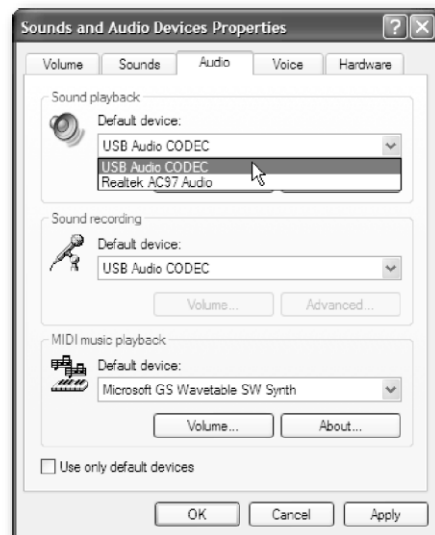 Sounds and Audio Devices Properties
Volume Sounds Audio Voice Hardware
Sound playback
Default device:
USB Audio CODEC
USB Audio CODEC
Realtek AC97 Audio
Sound recording
Default device:
USB Audio CODEC
Volume... Advanced...
MIDI music playback
Default device:
Microsoft GS Wavetable SW Synth
Volume... About...
Use only default devices
OK Cancel Apply